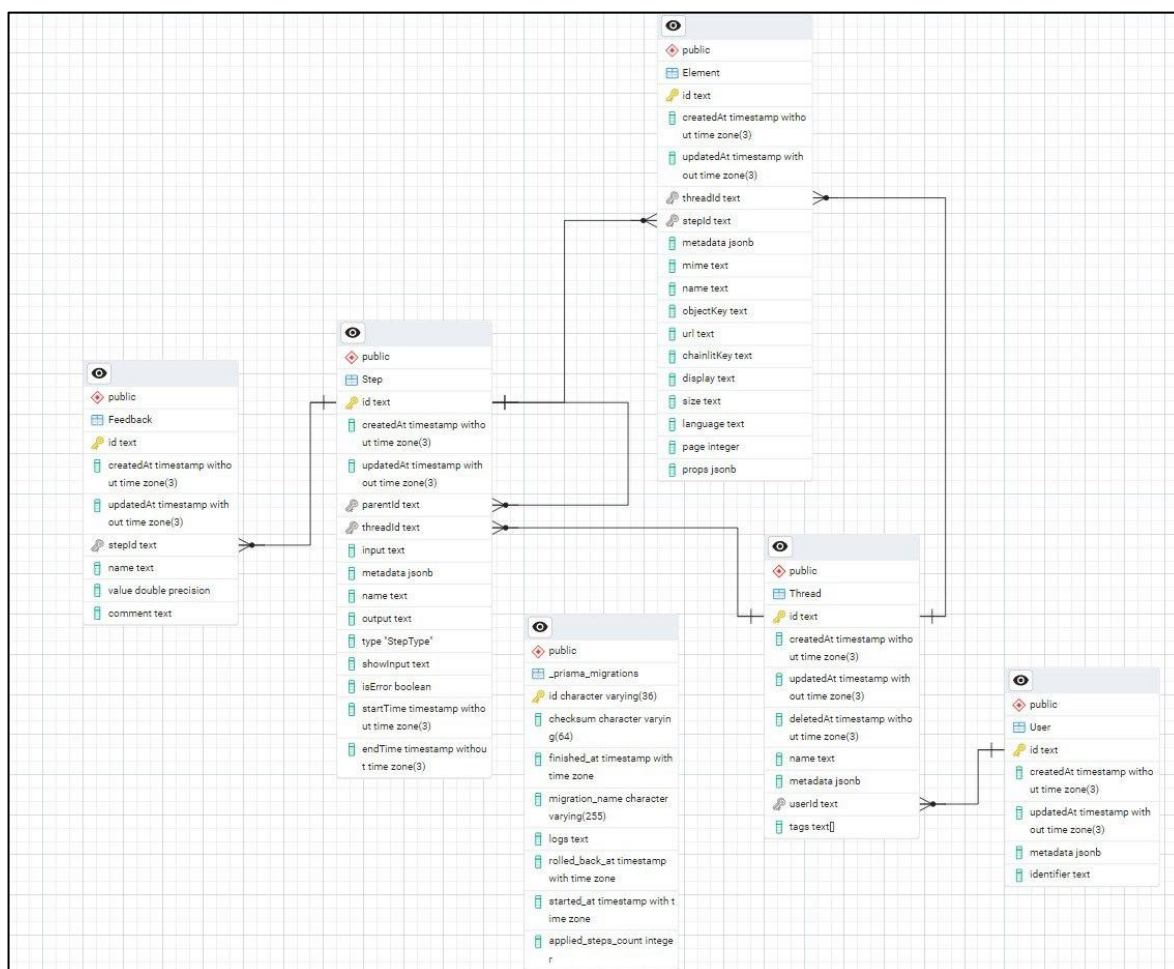 public
Element
id text
createdAt timestamp witho
ut time zone(3)
updatedAt timestamp with
out time zone(3)
threadId text
stepId text
metadata jsonb
mime text
name text
objectKey text
url text
chainlitKey text
display text
size text
language text
page integer
props jsonb
public
Step
id text
createdAt timestamp witho
ut time zone(3)
updatedAt timestamp with
out time zone(3)
parentId text
threadId text
input text
metadata jsonb
name text
output text
type "StepType"
showInput text
isError boolean
startTime timestamp witho
ut time zone(3)
endTime timestamp withou
t time zone(3)
public
Feedback
id text
createdAt timestamp witho
ut time zone(3)
updatedAt timestamp with
out time zone(3)
stepId text
name text
value double precision
comment text
public
_prisma_migrations
id character varying(36)
checksum character varyin
g(64)
finished_at timestamp with
time zone
migration_name character
varying(255)
logs text
rolled_back_at timestamp
with time zone
started_at timestamp with t
ime zone
applied_steps_count intege
r
public
Thread
id text
createdAt timestamp witho
ut time zone(3)
updatedAt timestamp with
out time zone(3)
deletedAt timestamp witho
ut time zone(3)
name text
metadata jsonb
userId text
tags text[]
public
User
id text
createdAt timestamp witho
ut time zone(3)
updatedAt timestamp with
out time zone(3)
metadata jsonb
identifier text